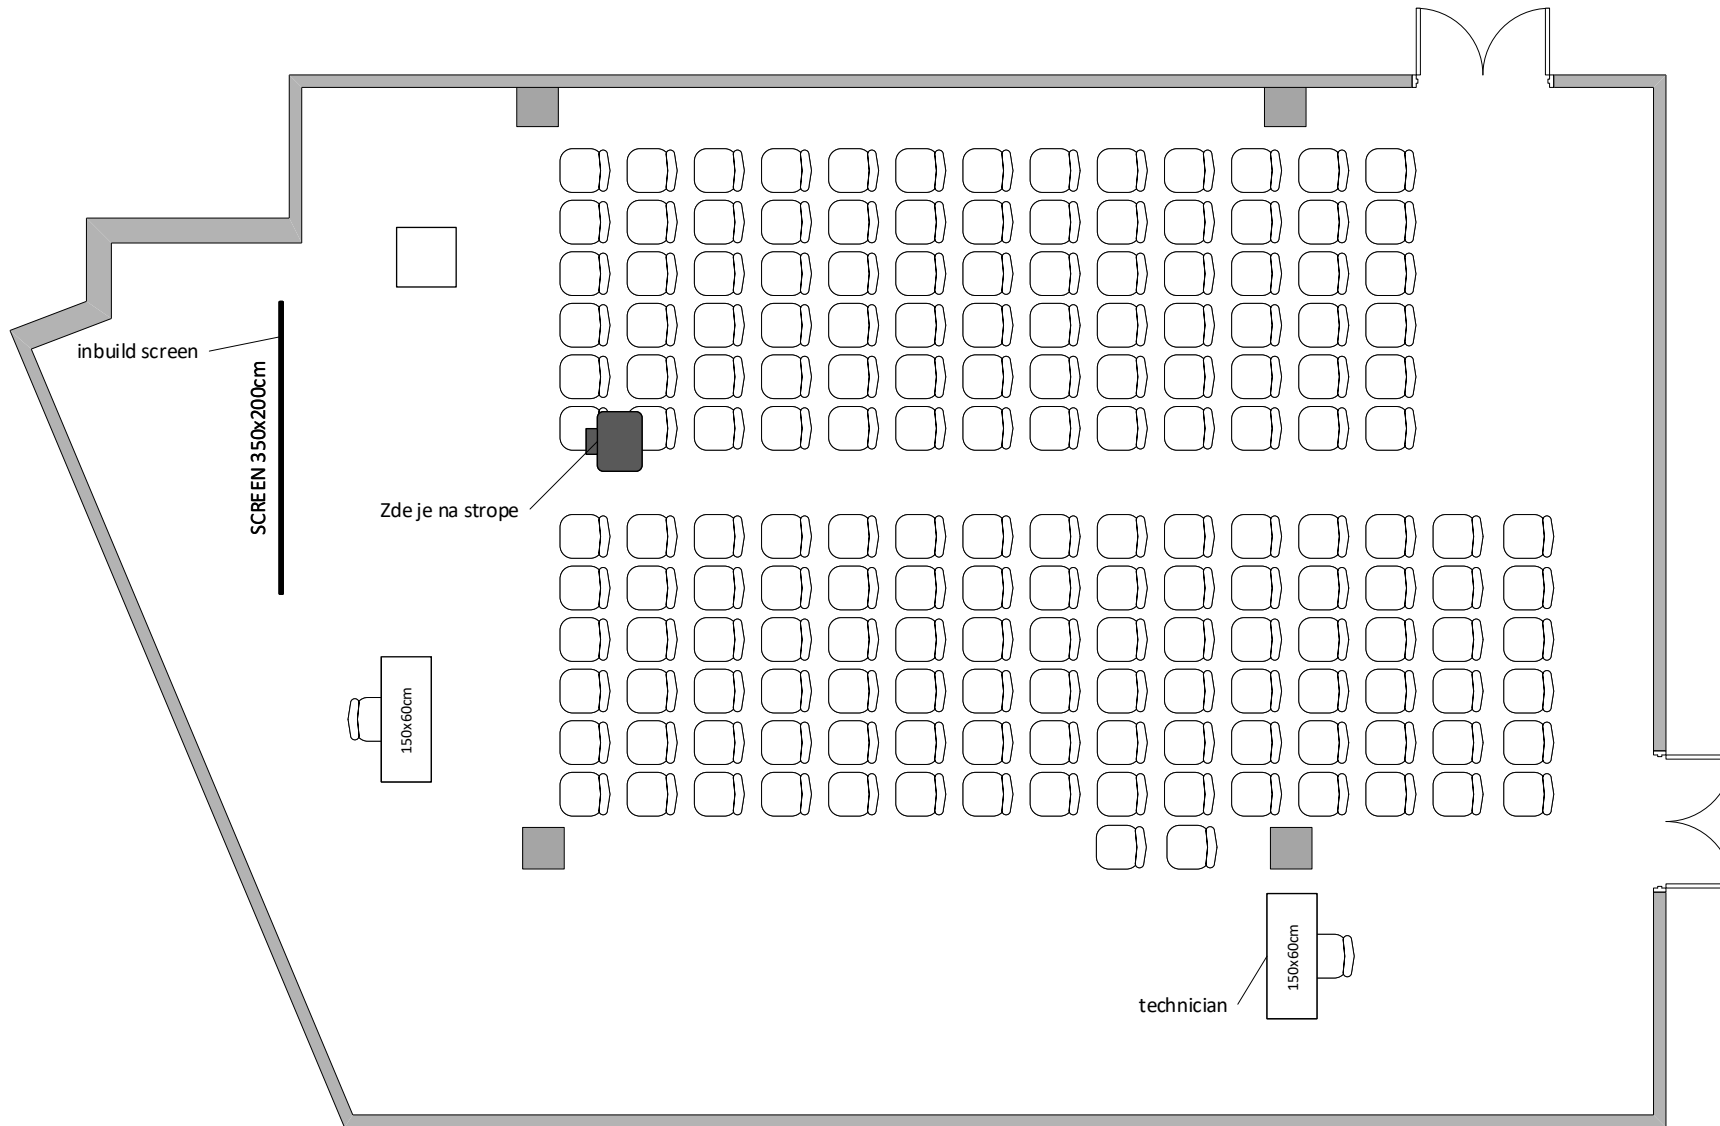 inbuild screen
SCREEN 350x200cm
Zde je na strope
150x60cm
150x60cm
technician